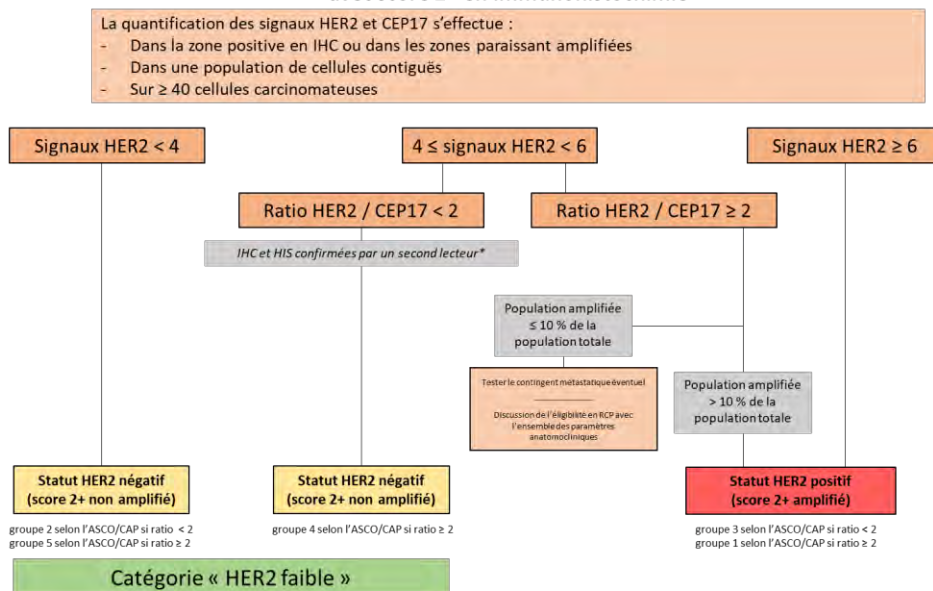 La quantification des signaux HER2 et CEP17 s'effectue :
- Dans la zone positive en IHC ou dans les zones paraissant amplifiées
- Dans une population de cellules contiguës
- Sur ≥ 40 cellules carcinomateuses
Signaux HER2 < 4
4 ≤ signaux HER2 < 6
Signaux HER2 ≥ 6
Ratio HER2 / CEP17 < 2
Ratio HER2 / CEP17 ≥ 2
IHC et HIS confirmées par un second lecteur*
Population amplifiée
≤ 10 % de la
population totale
Tester le contingent métastatique éventuel
Discussion de l'éligibilité en RCP avec
l'ensemble des paramètres
anatomocliniques
Population amplifiée
> 10 % de la
population totale
Statut HER2 négatif
(score 2+ non amplifié)
Statut HER2 négatif
(score 2+ non amplifié)
Statut HER2 positif
(score 2+ amplifié)
groupe 2 selon l'ASCO/CAP si ratio < 2
groupe 5 selon l'ASCO/CAP si ratio ≥ 2
groupe 4 selon l'ASCO/CAP si ratio ≥ 2
groupe 3 selon l'ASCO/CAP si ratio < 2
groupe 1 selon l'ASCO/CAP si ratio ≥ 2
Catégorie « HER2 faible »